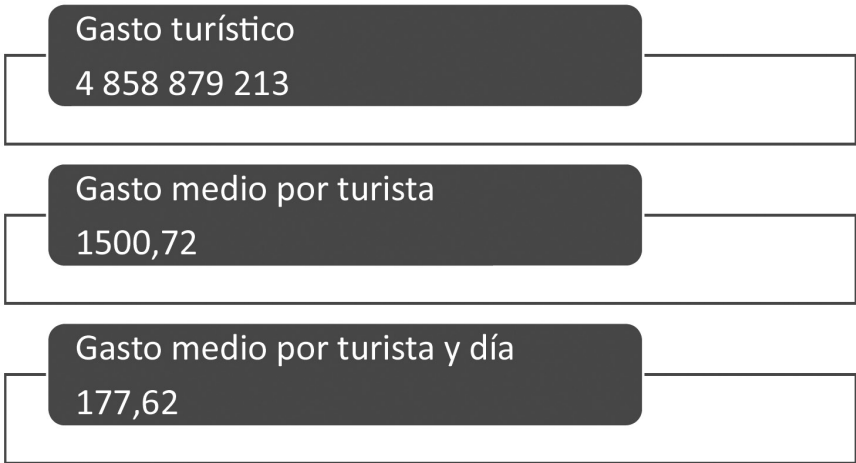 Gasto turístico
4 858 879 213
Gasto medio por turista
1500,72
Gasto medio por turista y día
177,62